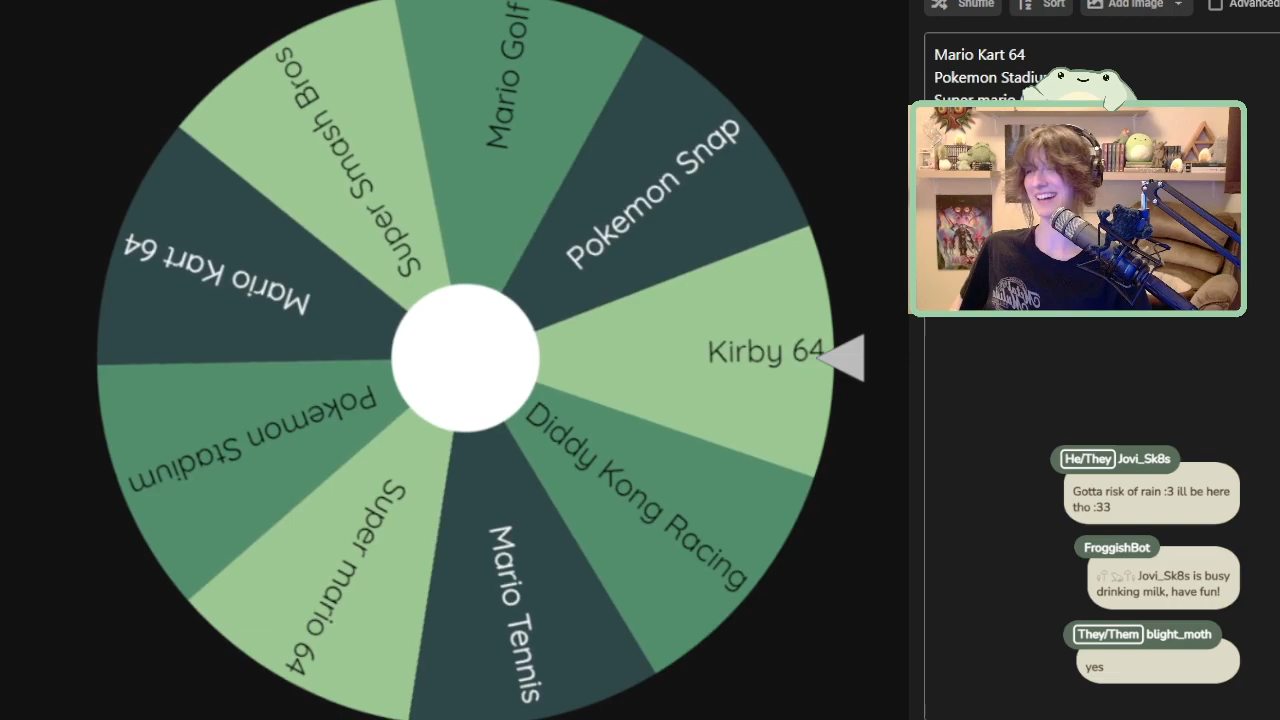 Shuffle
Sort
Add Image
Advanced
Mario Kart 64
Pokemon Stadiu
Super mario
Mario Golf
Pokemon Snap
Kirby 64
Diddy Kong Racing
Mario Tennis
Super mario 64
Pokemon Stadium
Mario Kart 64
Super Smash Bros
He/They Jovi_Sk8s
Gotta risk of rain :3 ill be here
tho :33
FroggishBot
Jovi_Sk8s is busy
drinking milk, have fun!
They/Them blight_moth
yes